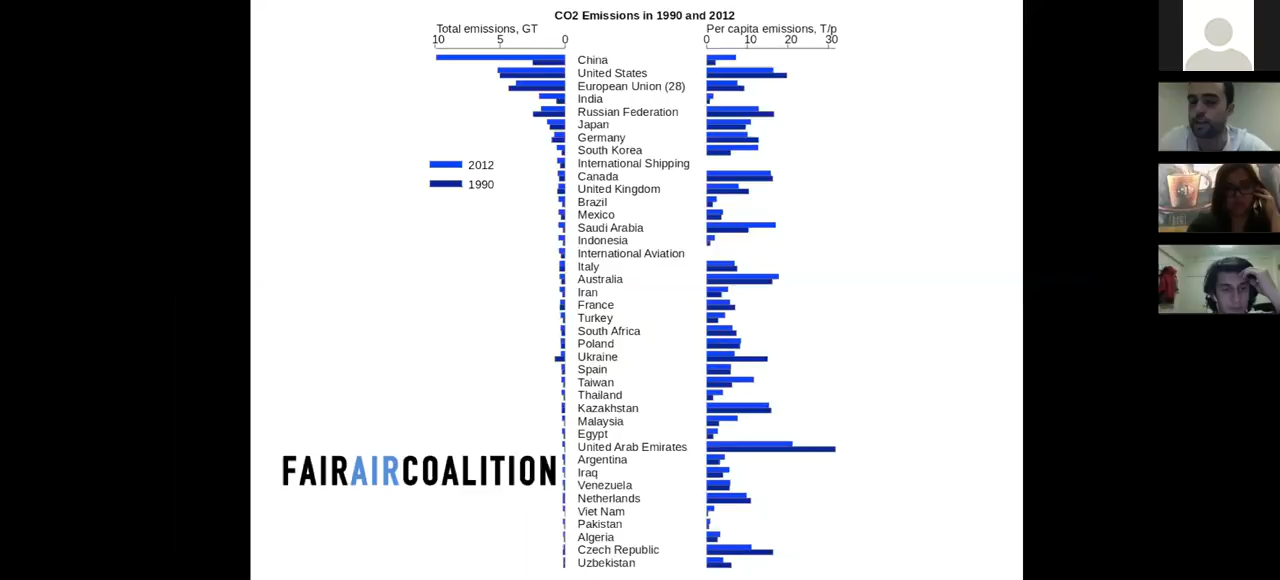 CO2 Emissions in 1990 and 2012
Total emissions, GT
Per capita emissions, T/p
10 5 0
0 10 20 30
China
United States
European Union (28)
India
Russian Federation
Japan
Germany
South Korea
International Shipping
Canada
United Kingdom
Brazil
Mexico
Saudi Arabia
Indonesia
International Aviation
Italy
Australia
Iran
France
Turkey
South Africa
Poland
Ukraine
Spain
Taiwan
Thailand
Kazakhstan
Malaysia
Egypt
United Arab Emirates
Argentina
Iraq
Venezuela
Netherlands
Viet Nam
Pakistan
Algeria
Czech Republic
Uzbekistan
2012
1990
FAIRAIRCOALITION